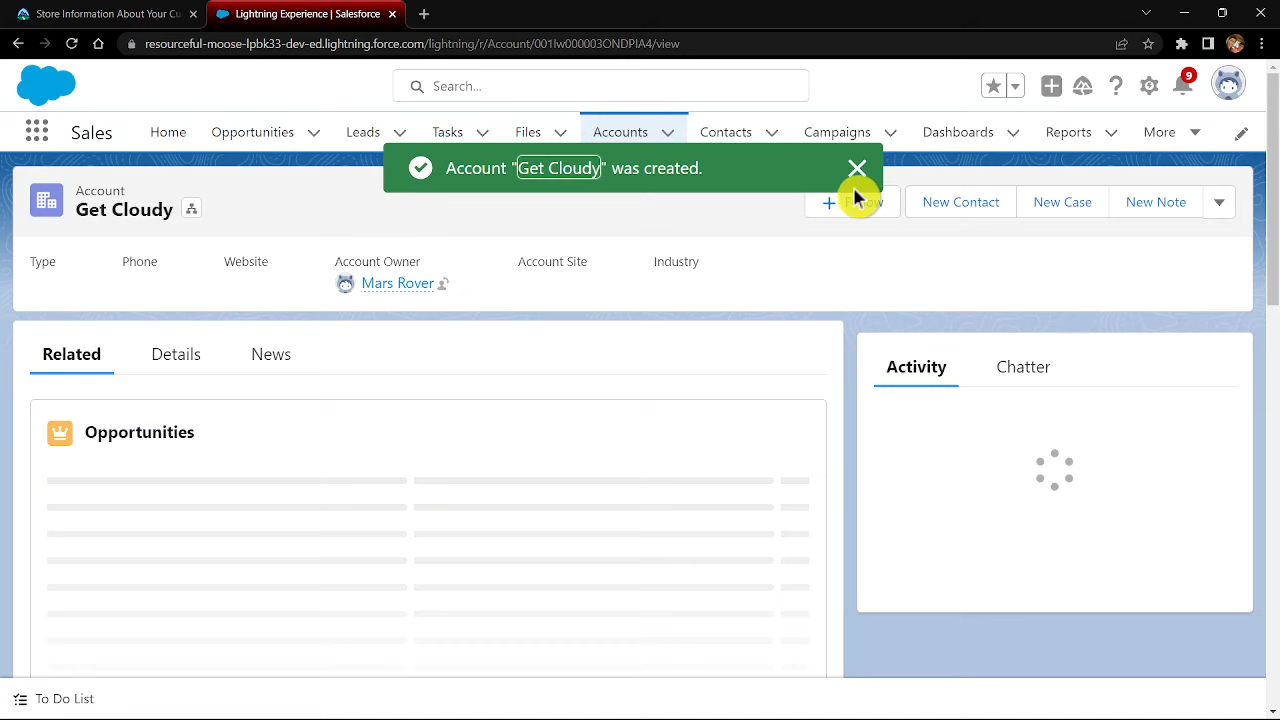 Store Information About Your Cu
Lightning Experience | Salesforce
resourceful-moose-lpbk33-dev-ed.lightning.force.com/lightning/r/Account/001lw000003ONDPIA4/view
Search...
9
Sales
Home
Opportunities
Leads
Tasks
Files
Accounts
Contacts
Campaigns
Dashboards
Reports
More
Account "Get Cloudy" was created.
Account
Get Cloudy
Follow
New Contact
New Case
New Note
Type
Phone
Website
Account Owner
Account Site
Industry
Mars Rover
Related
Details
News
Activity
Chatter
Opportunities
To Do List